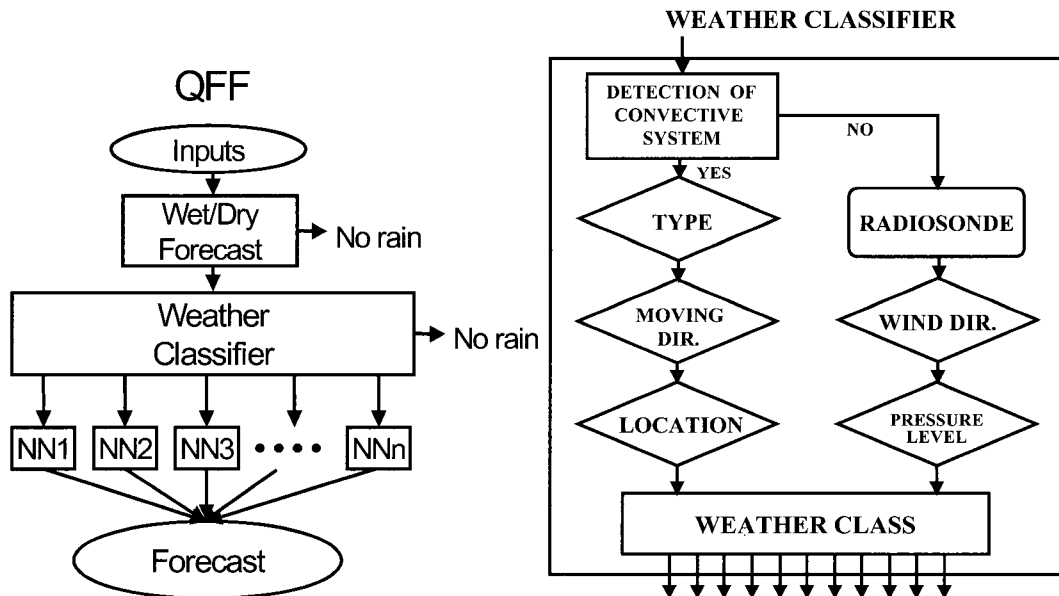 QFF
Inputs
Wet/Dry
Forecast
No rain
Weather
Classifier
No rain
NN1
NN2
NN3
NNn
Forecast
WEATHER CLASSIFIER
DETECTION OF
CONVECTIVE
SYSTEM
NO
YES
TYPE
RADIOSONDE
MOVING
DIR.
WIND DIR.
LOCATION
PRESSURE
LEVEL
WEATHER CLASS